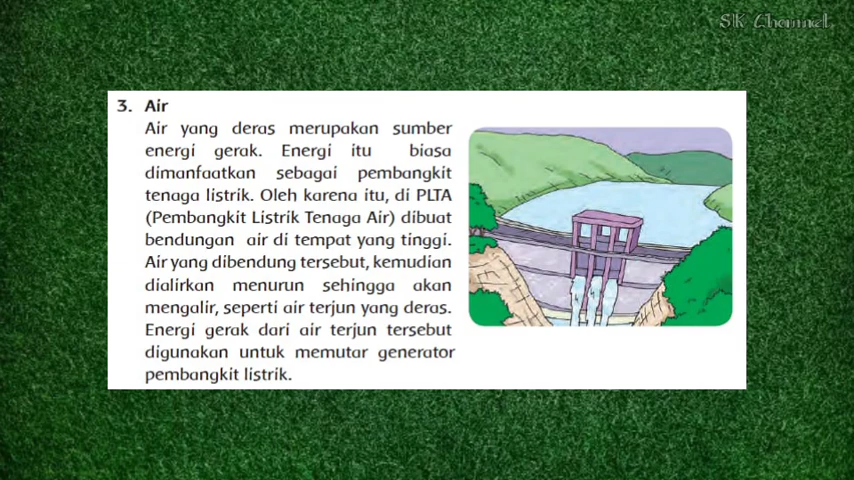 SK Channel
3. Air
Air yang deras merupakan sumber
energi gerak. Energi itu biasa
dimanfaatkan sebagai pembangkit
tenaga listrik. Oleh karena itu, di PLTA
(Pembangkit Listrik Tenaga Air) dibuat
bendungan air di tempat yang tinggi.
Air yang dibendung tersebut, kemudian
dialirkan menurun sehingga akan
mengalir, seperti air terjun yang deras.
Energi gerak dari air terjun tersebut
digunakan untuk memutar generator
pembangkit listrik.